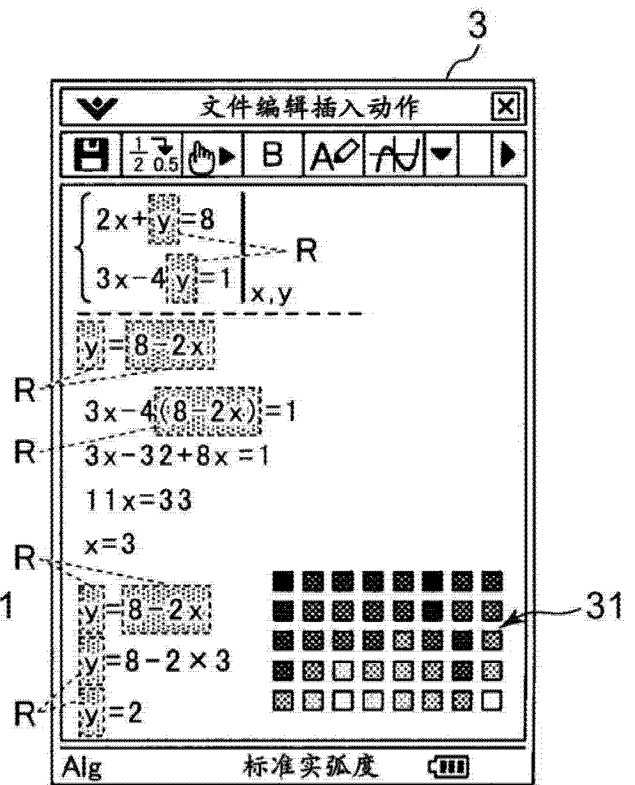 3
文件编辑插入动作
1/2 0.5 B A
2x+y=8
R
3x-4y=1
x,y
y=8-2x
R
3x-4(8-2x)=1
R
3x-32+8x=1
11x=33
x=3
R
y=8-2x
1
31
y=8-2×3
R
y=2
Alg 标准实弧度